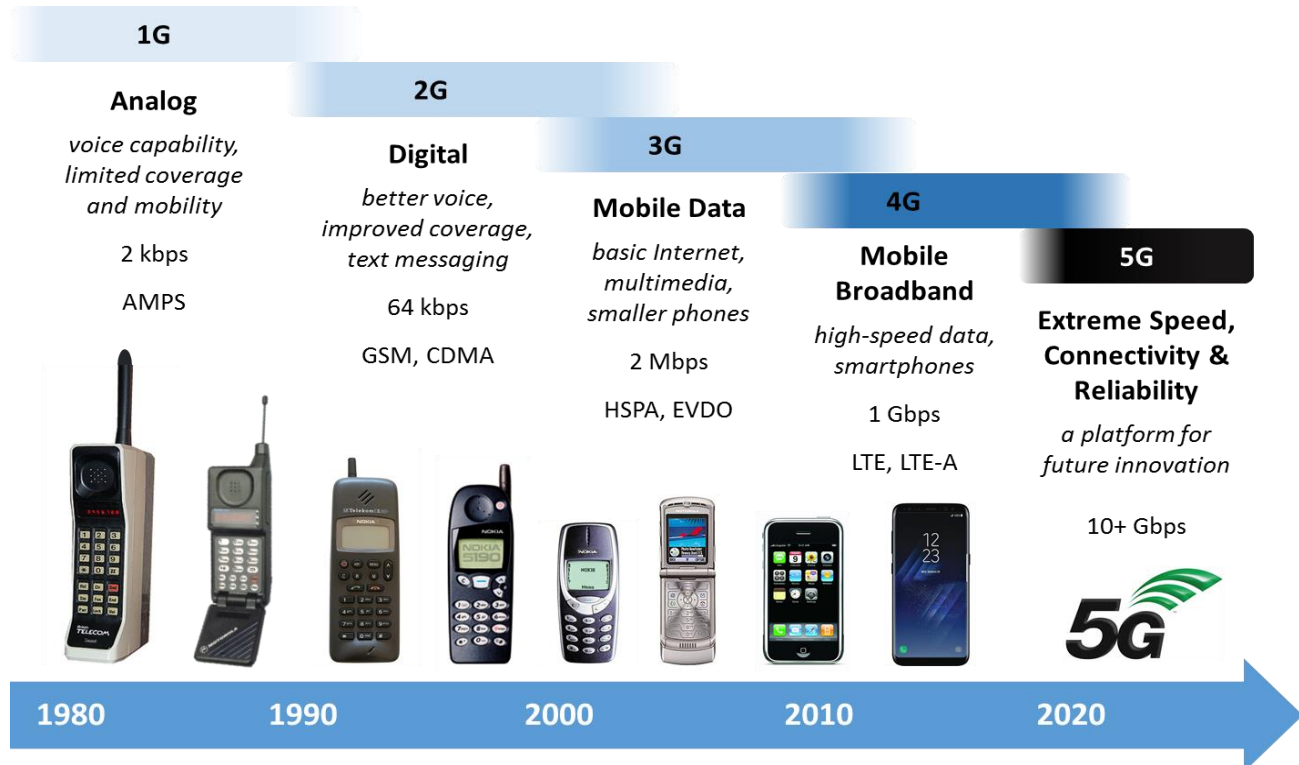 1G
Analog
voice capability,
limited coverage
and mobility
2 kbps
AMPS
2G
Digital
better voice,
improved coverage,
text messaging
64 kbps
GSM, CDMA
3G
Mobile Data
basic Internet,
multimedia,
smaller phones
2 Mbps
HSPA, EVDO
4G
Mobile
Broadband
high-speed data,
smartphones
1 Gbps
LTE, LTE-A
5G
Extreme Speed,
Connectivity &
Reliability
a platform for
future innovation
10+ Gbps
TELECOM
MOTOROLA
NOKIA
NOKIA
NOKIA
5190
NOKIA
12
23
5G
1980
1990
2000
2010
2020